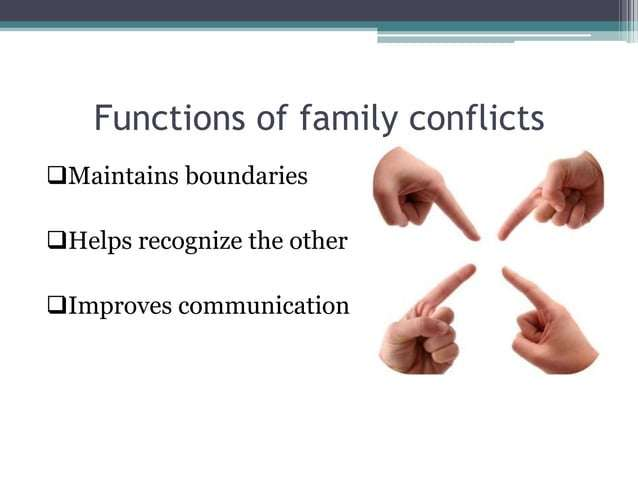 Functions of family conflicts
❑Maintains boundaries
❑Helps recognize the other
❑Improves communication